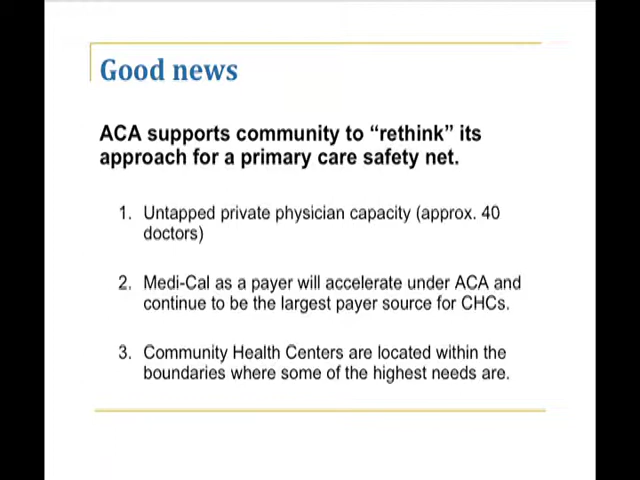 Good news
ACA supports community to “rethink” its
approach for a primary care safety net.
1. Untapped private physician capacity (approx. 40
doctors)
2. Medi-Cal as a payer will accelerate under ACA and
continue to be the largest payer source for CHCs.
3. Community Health Centers are located within the
boundaries where some of the highest needs are.